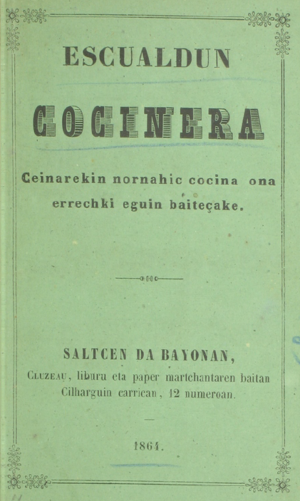 ESCUALDUN
COCINERA
Ceinarekin nornahic cocina ona
errechki eguin baiteçake.
SALTCEN DA BAYONAN,
CLUZEAU, liburu eta paper martchantaren baitan
Cilharguin carrican, 12 numeroan.
1864.